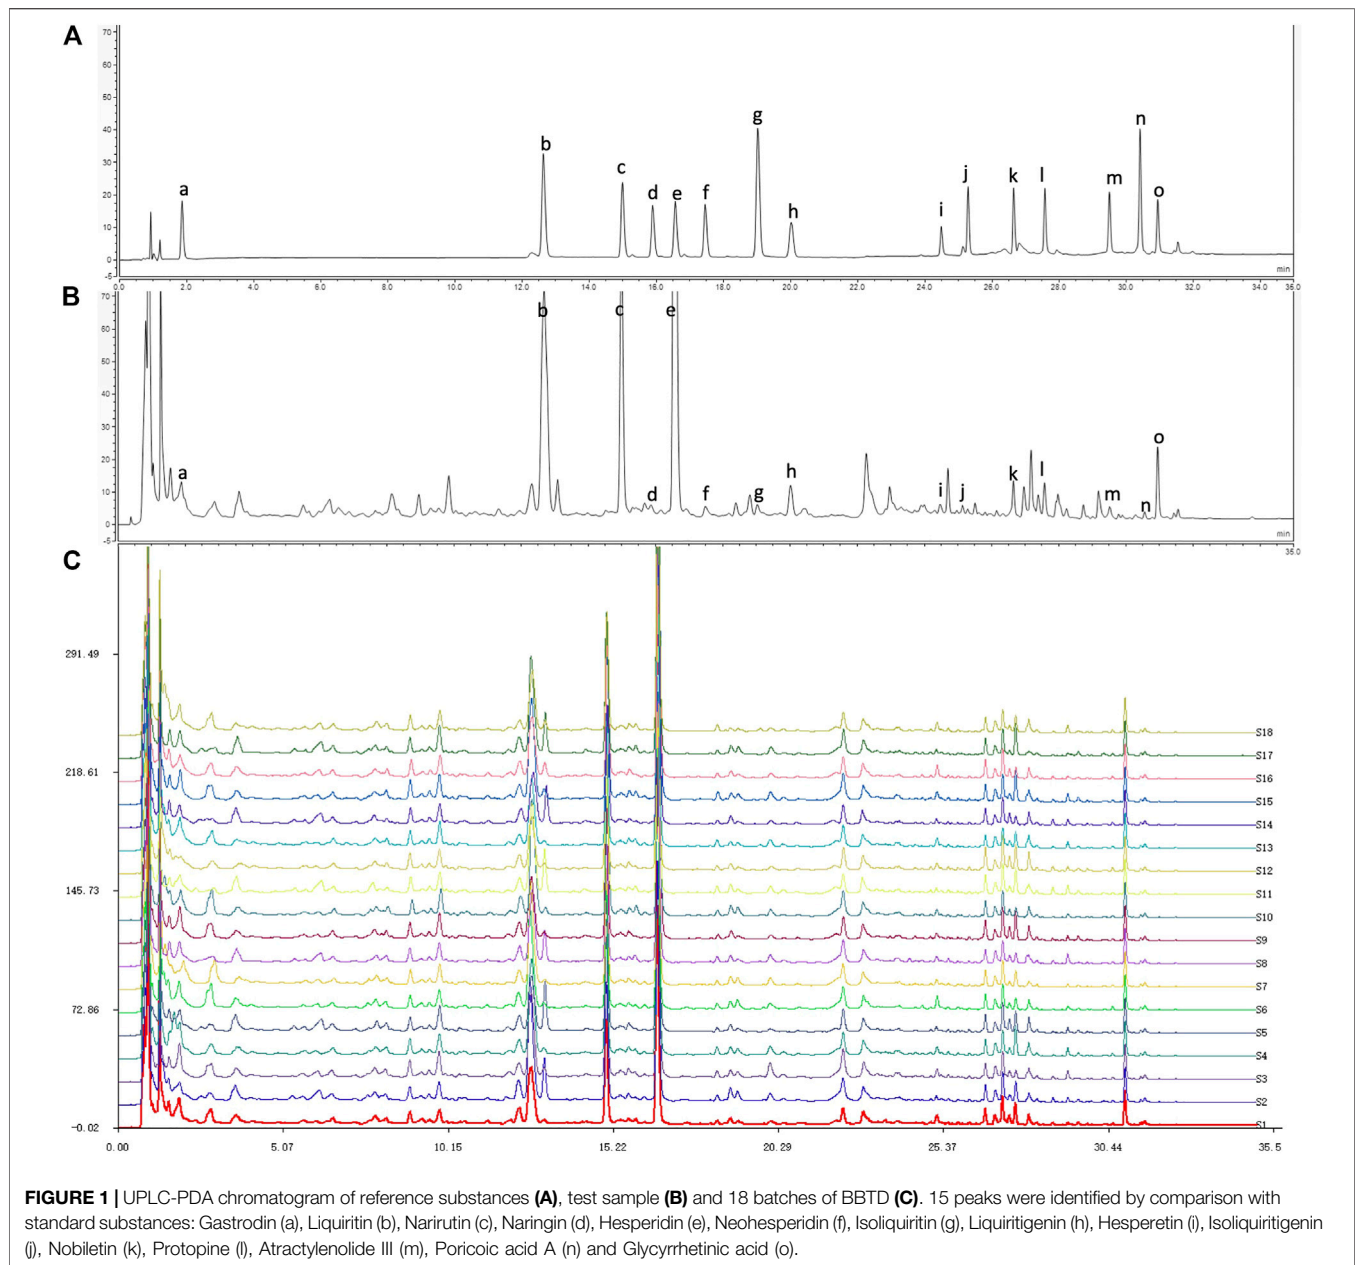 A
70
60
50
40
30
20
10
0
-5
a
b
c
d
e
f
g
h
i
j
k
l
m
n
o
min
0.0 2.0 4.0 6.0 8.0 10.0 12.0 14.0 16.0 18.0 20.0 22.0 24.0 26.0 28.0 30.0 32.0 34.0
B
70
60
50
40
30
20
10
0
-5
a
b
c
d
e
f
g
h
i
j
k
l
m
n
o
min
C
291.49
218.61
145.73
72.86
-0.02
S18
S17
S16
S15
S14
S13
S12
S11
S10
S9
S8
S7
S6
S5
S4
S3
S2
S1
0.00 5.07 10.15 15.22 20.29 25.37 30.44 35.5
FIGURE 1 | UPLC-PDA chromatogram of reference substances (A), test sample (B) and 18 batches of BBTD (C). 15 peaks were identified by comparison with
standard substances: Gastrodin (a), Liquiritin (b), Narirutin (c), Naringin (d), Hesperidin (e), Neohesperidin (f), Isoliquiritin (g), Liquiritigenin (h), Hesperetin (i), Isoliquiritigenin
(j), Nobiletin (k), Protopine (l), Atractylenolide III (m), Poricoic acid A (n) and Glycyrrhetinic acid (o).